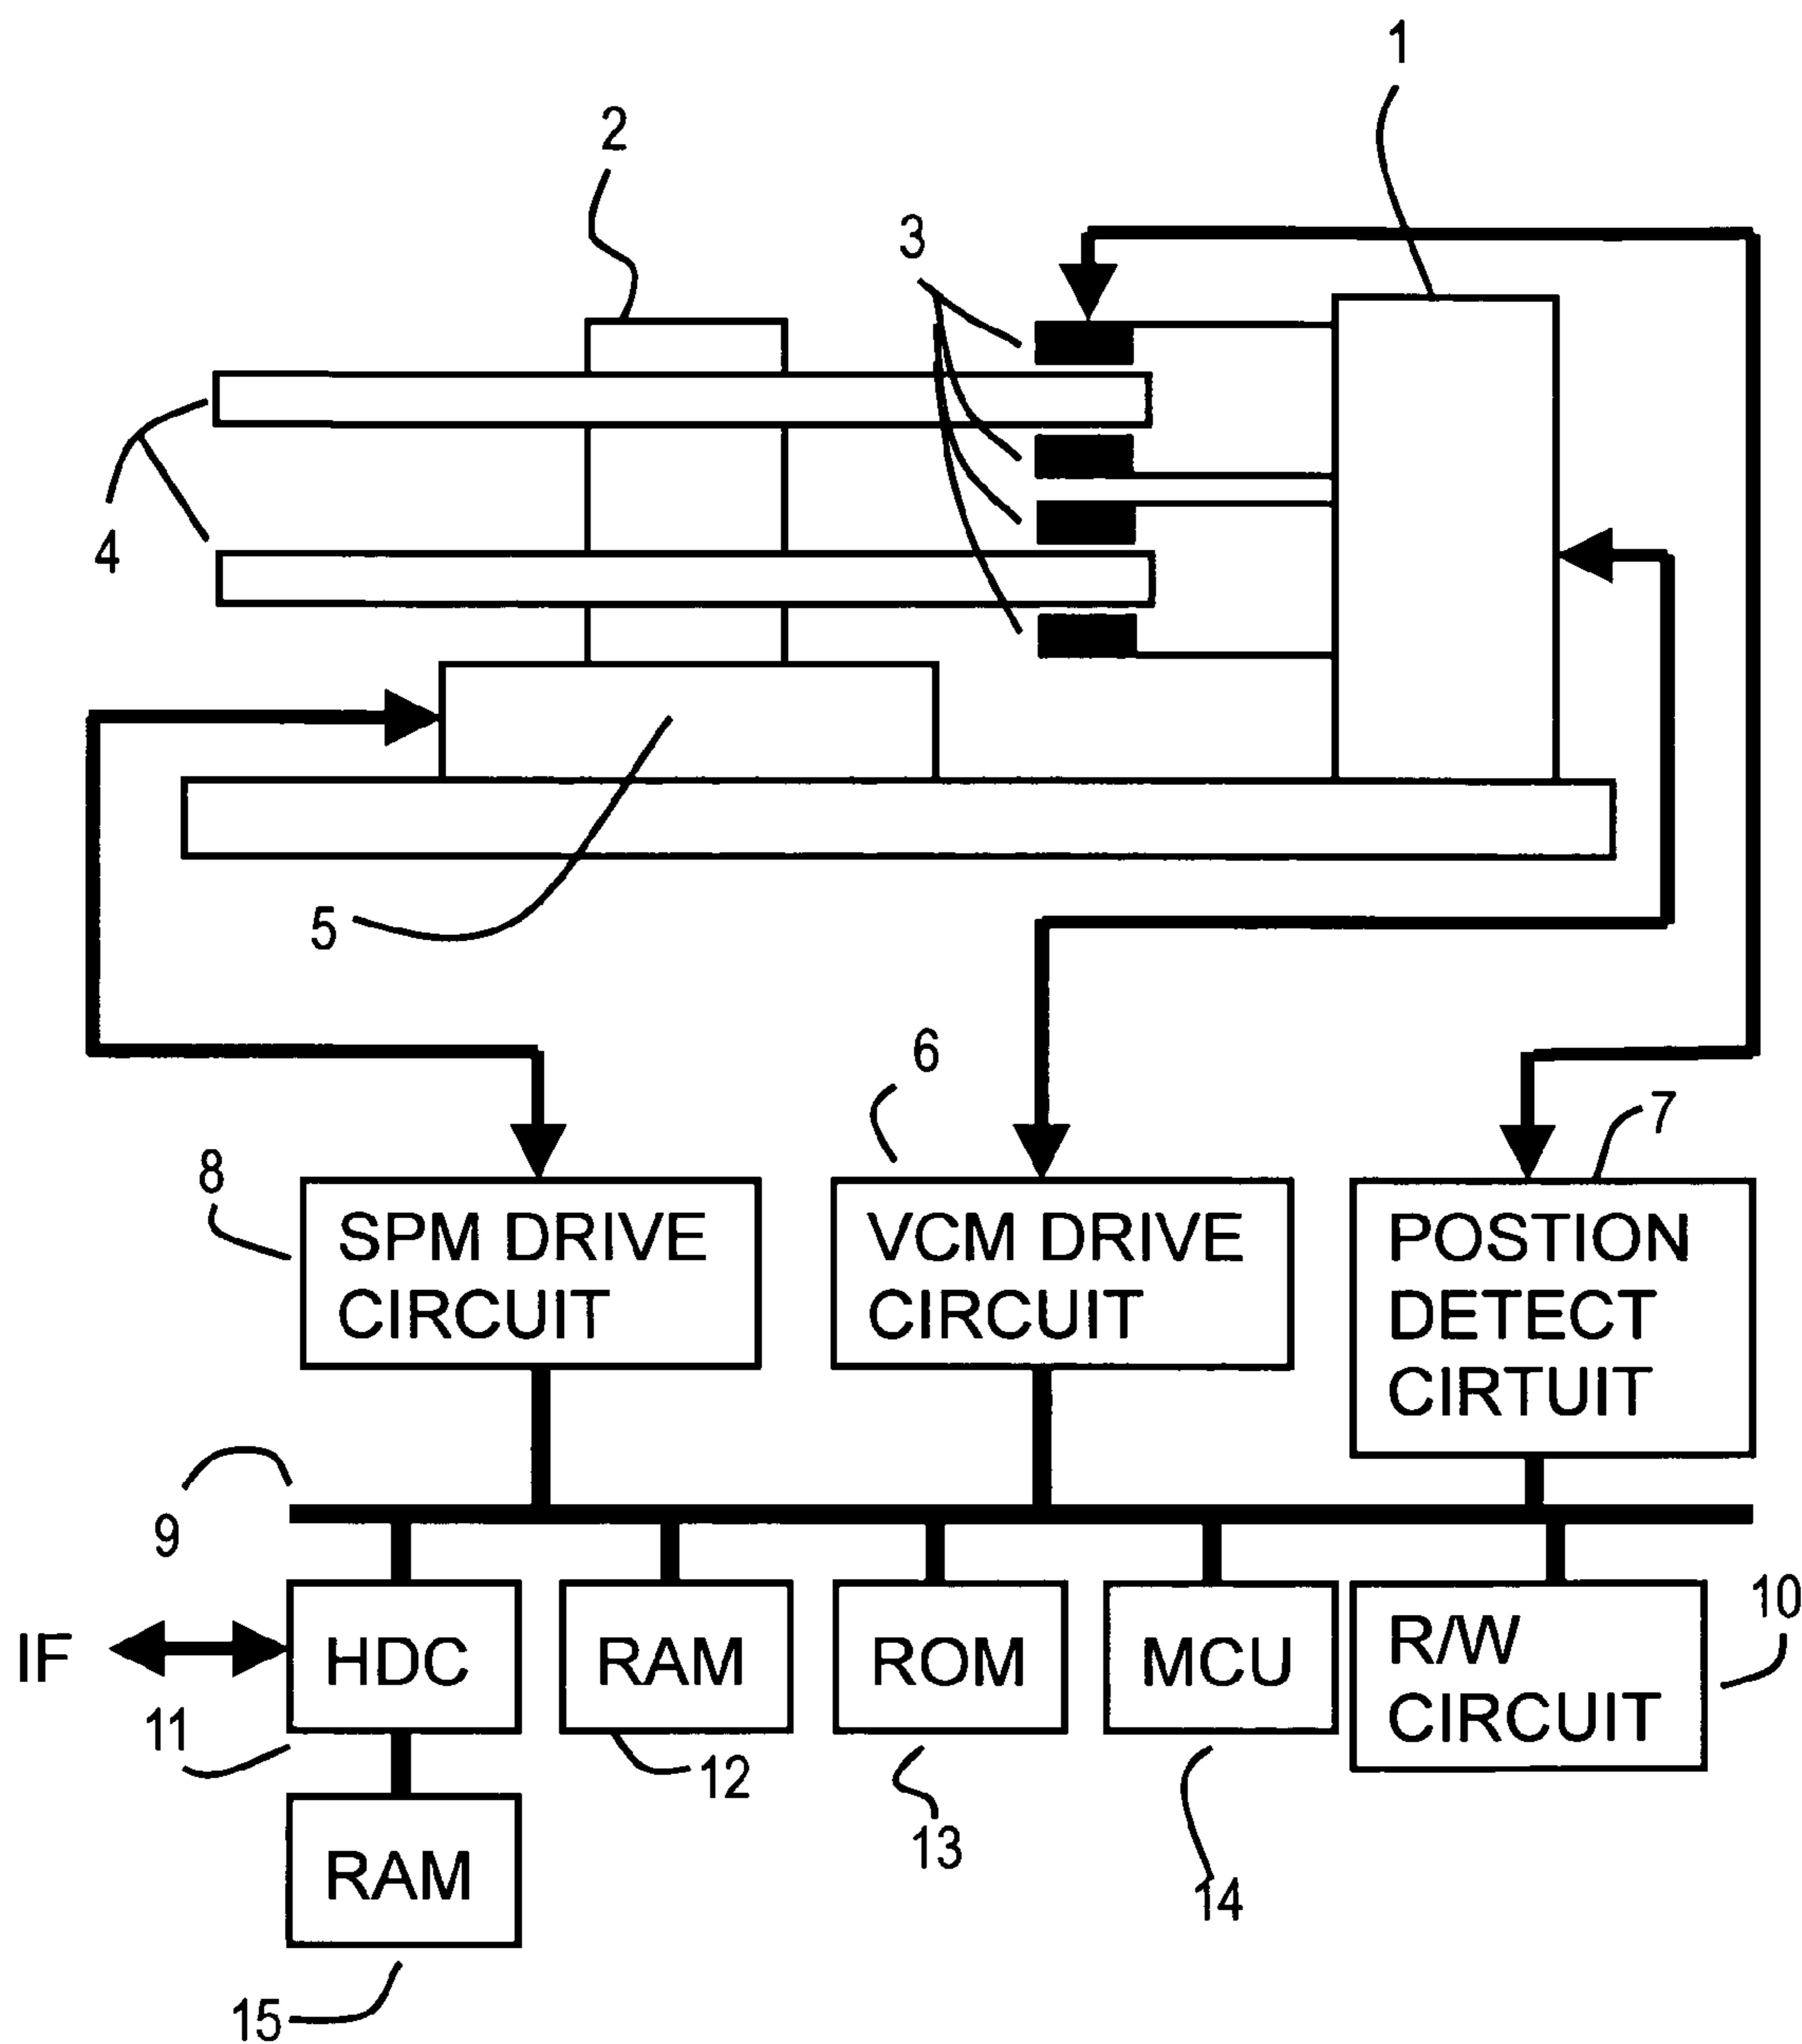 1
2
3
4
5
6
7
8
SPM DRIVE
CIRCUIT
VCM DRIVE
CIRCUIT
POSTION
DETECT
CIRTUIT
9
IF
HDC
RAM
ROM
MCU
R/W
CIRCUIT
10
11
12
13
14
RAM
15